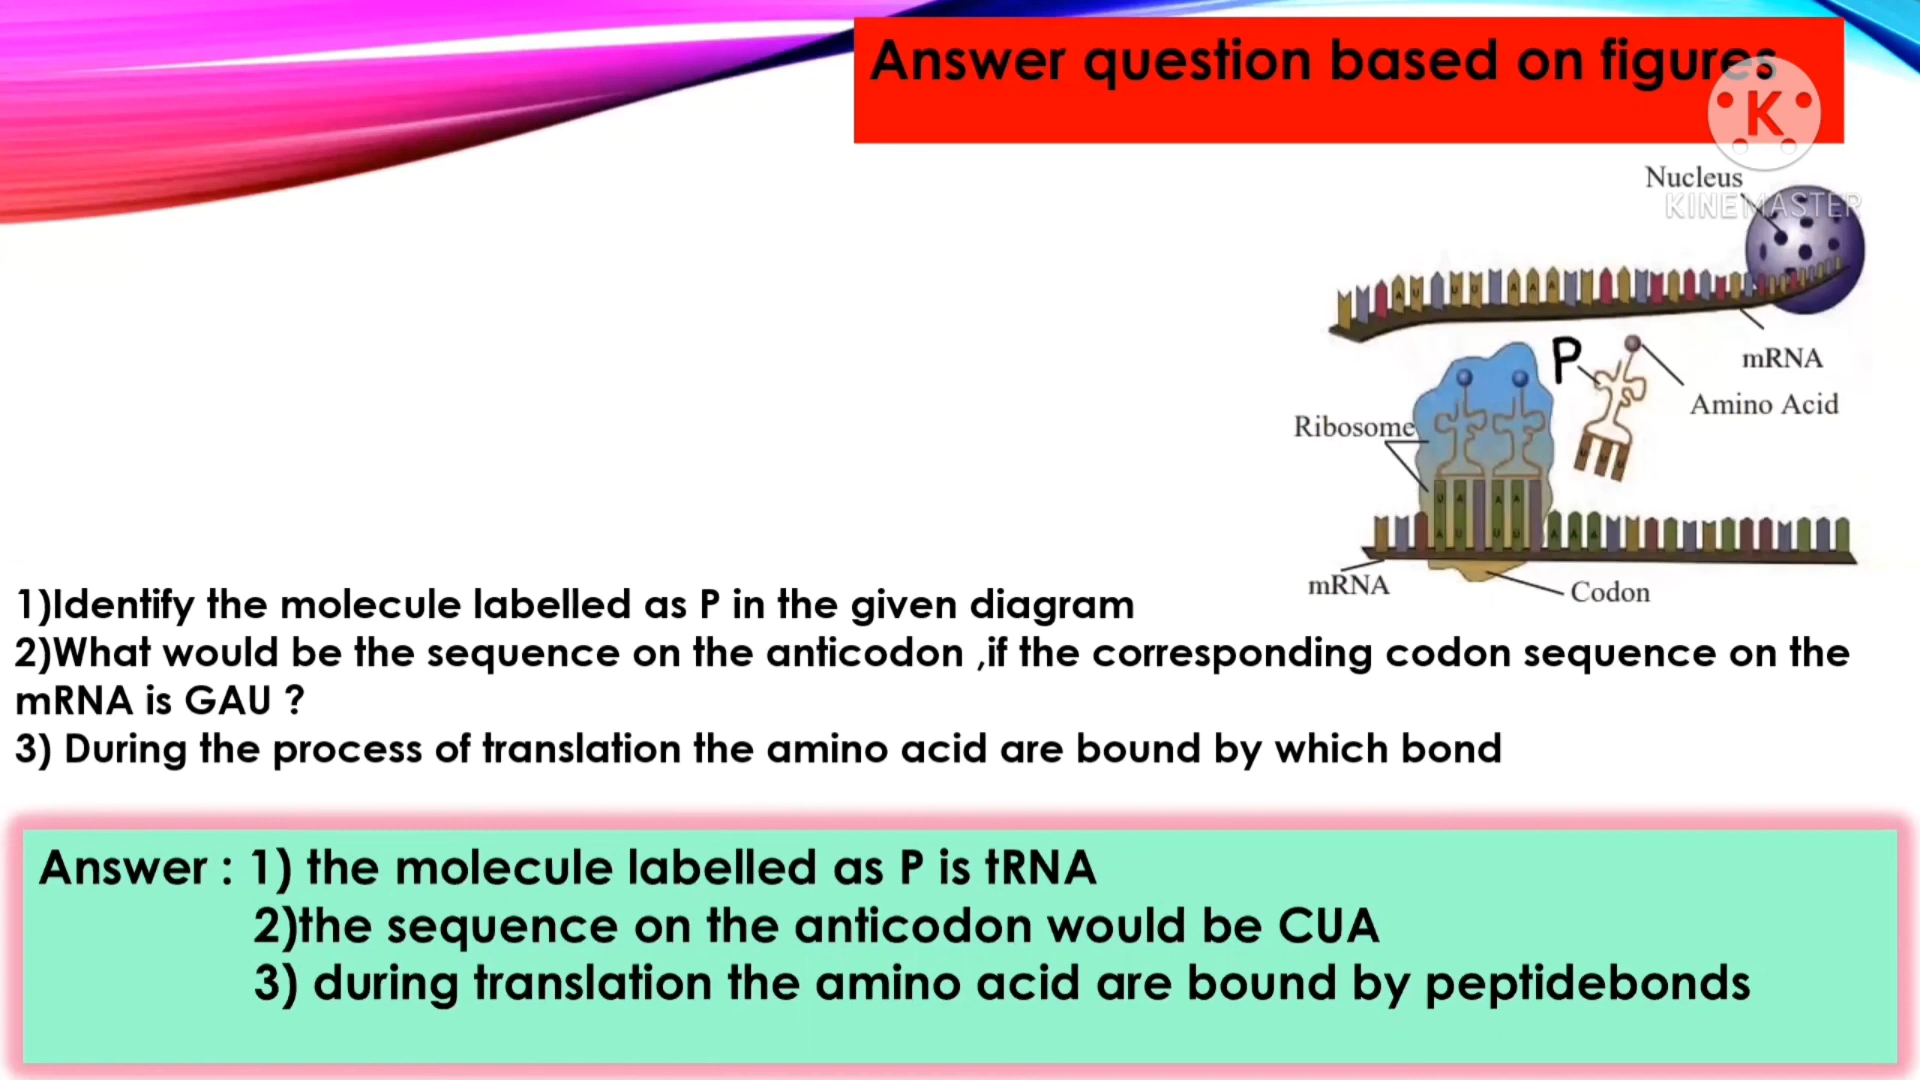 Answer question based on figures
K
KINEMASTER
Nucleus
mRNA
P
Amino Acid
Ribosome
mRNA
Codon
1)Identify the molecule labelled as P in the given diagram
2)What would be the sequence on the anticodon ,if the corresponding codon sequence on the
mRNA is GAU ?
3) During the process of translation the amino acid are bound by which bond
Answer : 1) the molecule labelled as P is tRNA
2)the sequence on the anticodon would be CUA
3) during translation the amino acid are bound by peptidebonds